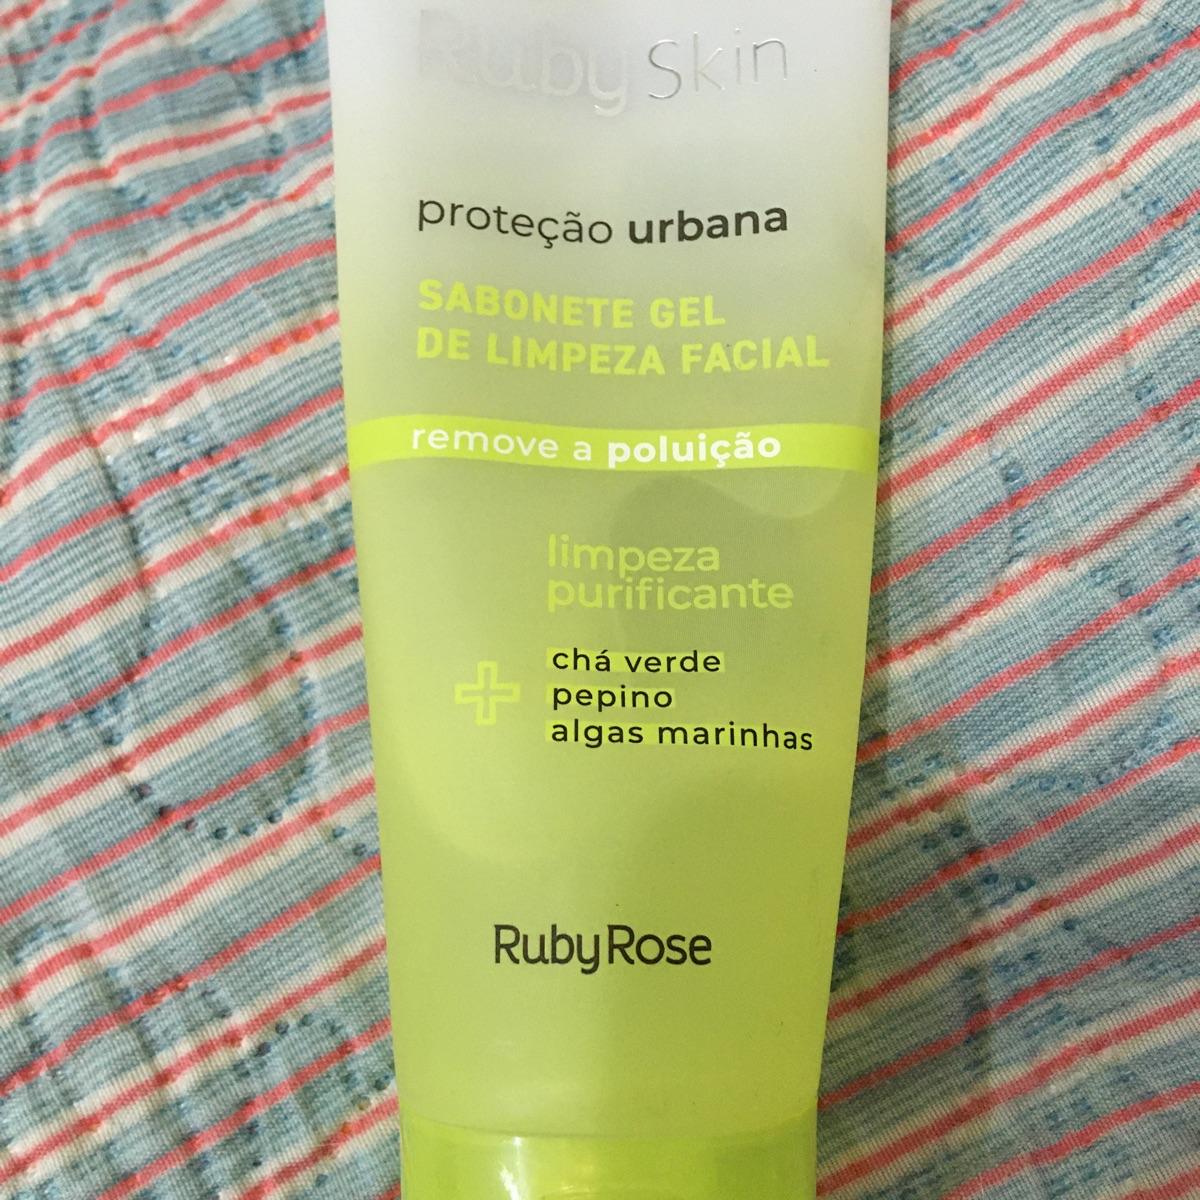 Ruby Skin
proteção urbana
SABONETE GEL
DE LIMPEZA FACIAL
remove a poluição
limpeza
purificante
chá verde
pepino
algas marinhas
RubyRose